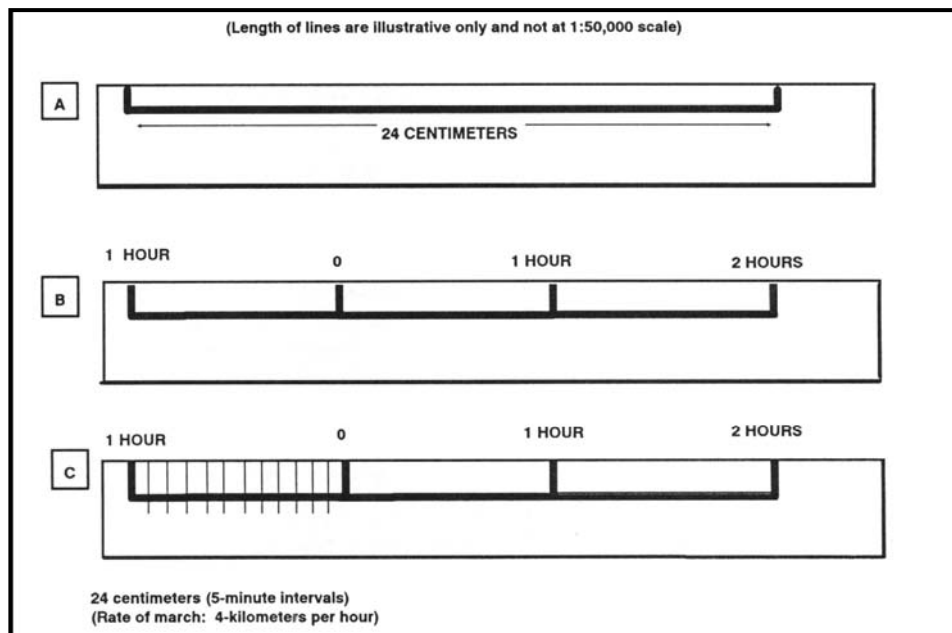 (Length of lines are illustrative only and not at 1:50,000 scale)
A
24 CENTIMETERS
1 HOUR
0
1 HOUR
2 HOURS
B
1 HOUR
0
1 HOUR
2 HOURS
C
24 centimeters (5-minute intervals)
(Rate of march: 4-kilometers per hour)